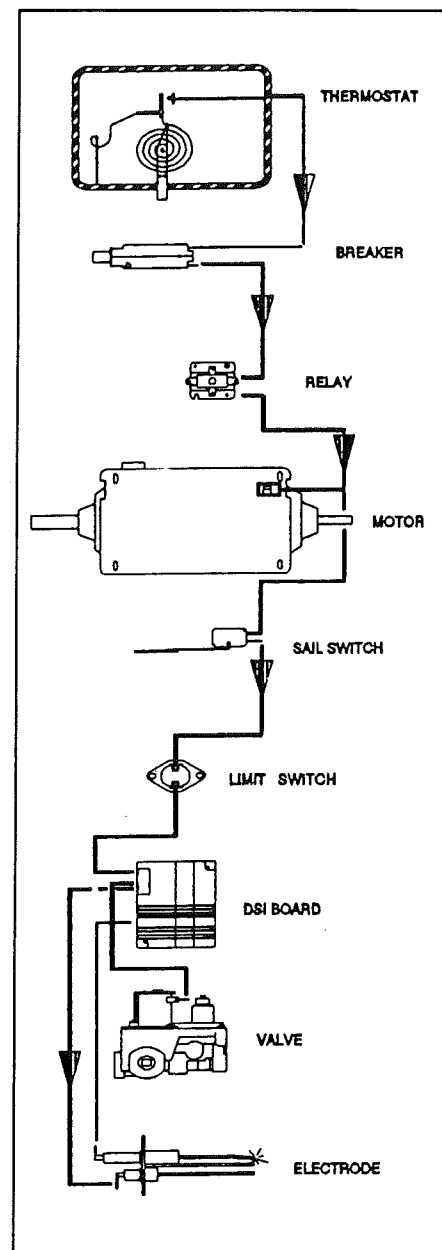 THERMOSTAT
BREAKER
RELAY
MOTOR
SAIL SWITCH
LIMIT SWITCH
DSI BOARD
VALVE
ELECTRODE